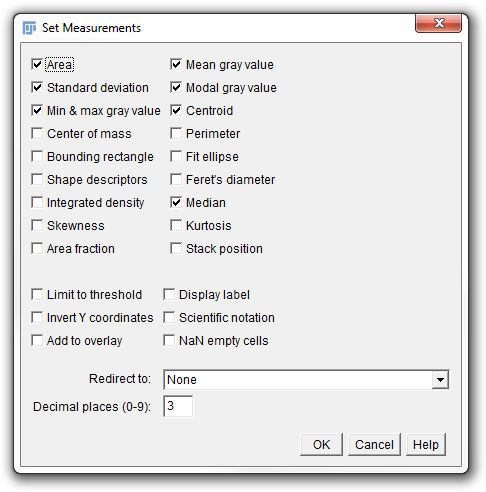 Set Measurements
Area Mean gray value
Standard deviation Modal gray value
Min & max gray value Centroid
Center of mass Perimeter
Bounding rectangle Fit ellipse
Shape descriptors Feret's diameter
Integrated density Median
Skewness Kurtosis
Area fraction Stack position
Limit to threshold Display label
Invert Y coordinates Scientific notation
Add to overlay NaN empty cells
Redirect to: None
Decimal places (0-9): 3
OK Cancel Help